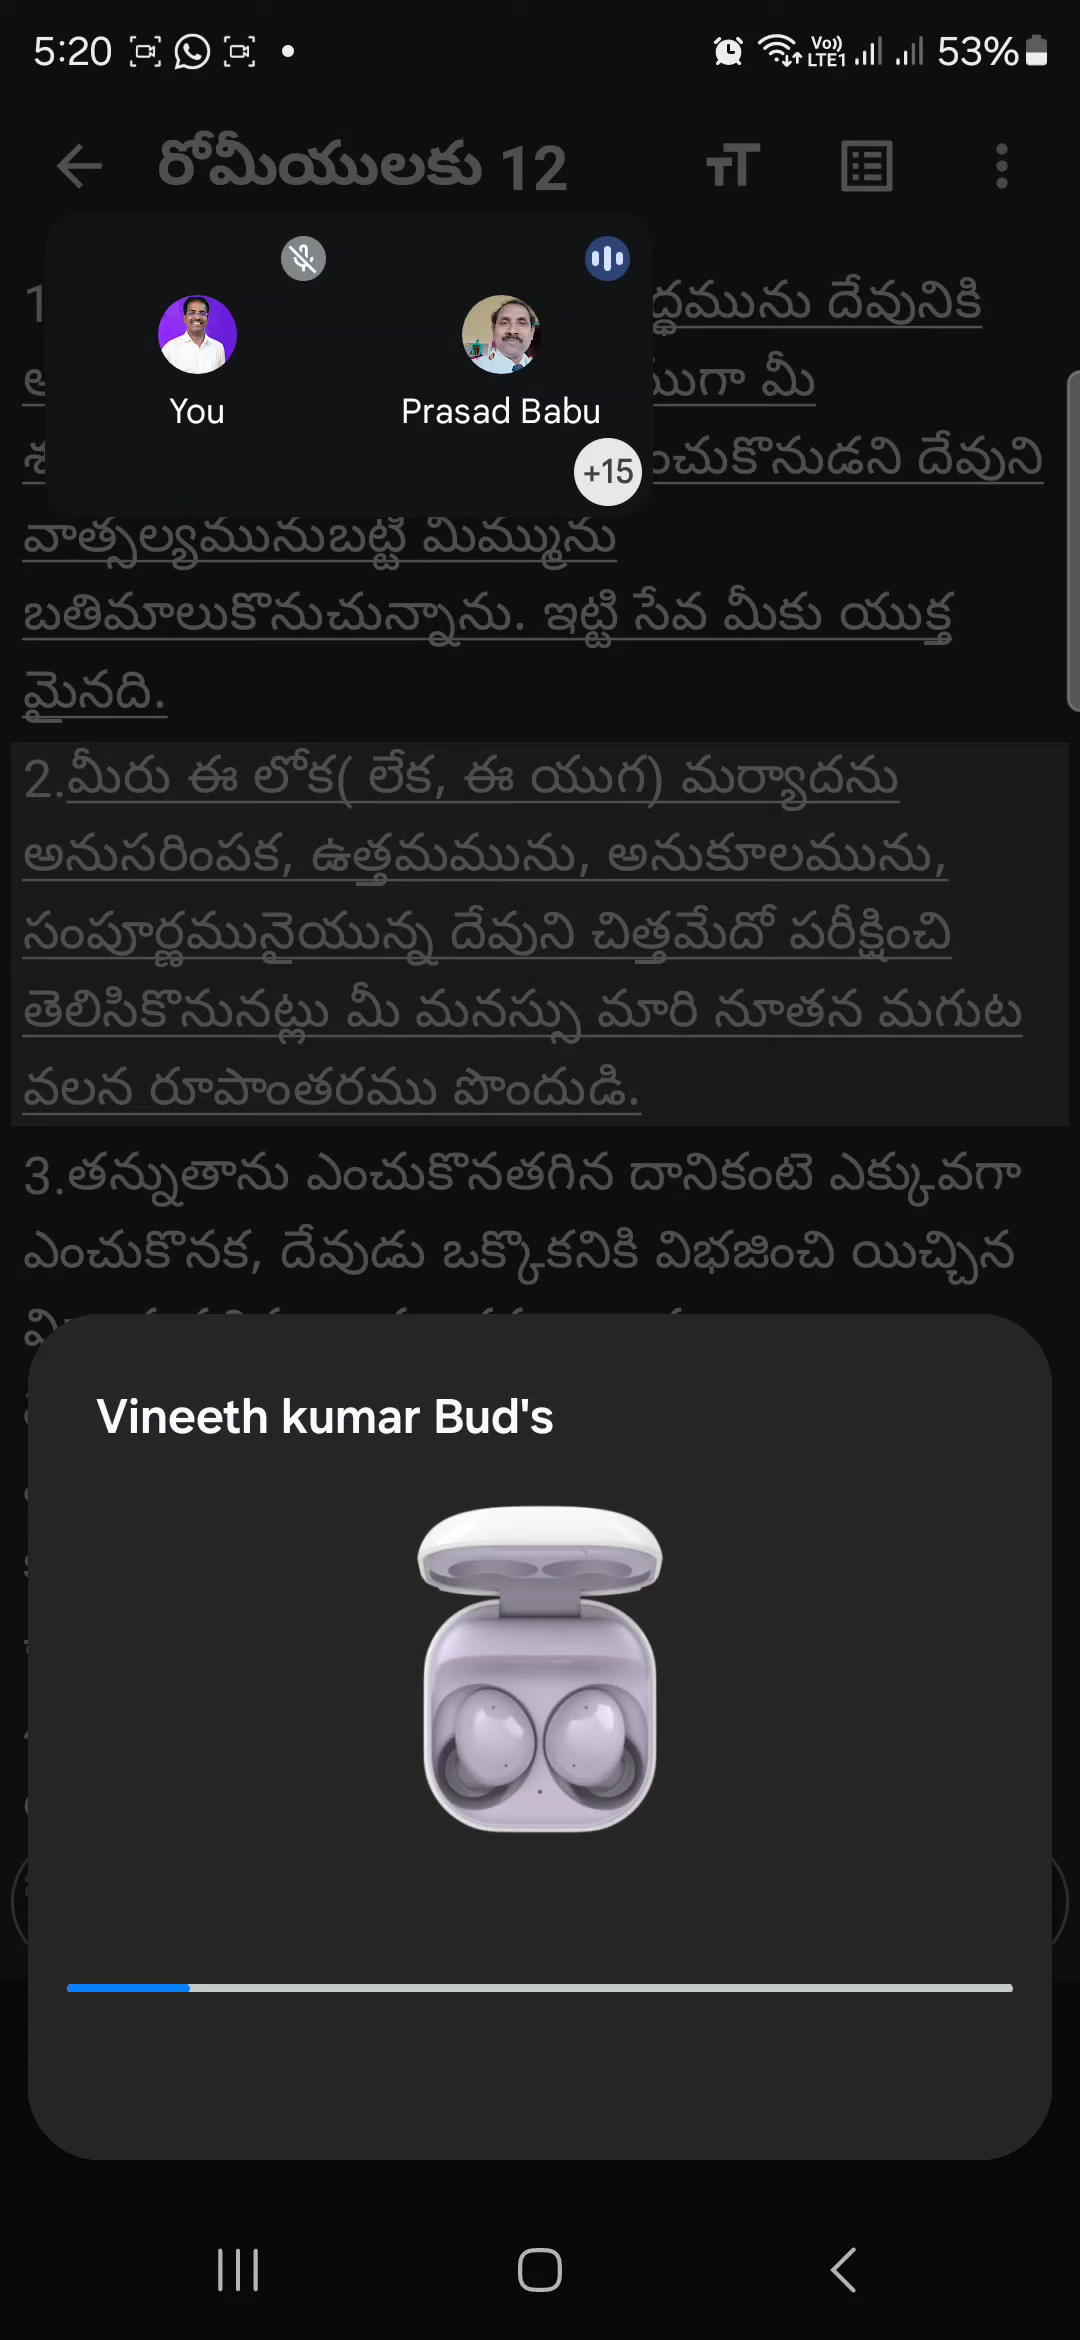 5:20 Vo)) LTE1 53%
రోమీయులకు 12
దేవునికి
మీ
You Prasad Babu
దేవుని
+15
వాత్సల్యమునుబట్టి మిమ్మును
బతిమాలుకొనుచున్నాను. ఇట్టి సేవ మీకు యుక్త
మైనది.
2.మీరు ఈ లోక( లేక, ఈ యుగ) మర్యాదను
అనుసరింపక, ఉత్తమమును, అనుకూలమును,
సంపూర్ణమునైయున్న దేవుని చిత్తమేదో పరీక్షించి
తెలిసికొనునట్లు మీ మనస్సు మారి నూతన మగుట
వలన రూపాంతరము పొందుడి.
3.తన్నుతాను ఎంచుకొనతగిన దానికంటె ఎక్కువగా
ఎంచుకొనక, దేవుడు ఒక్కొకనికి విభజించి యిచ్చిన
Vineeth kumar Bud's